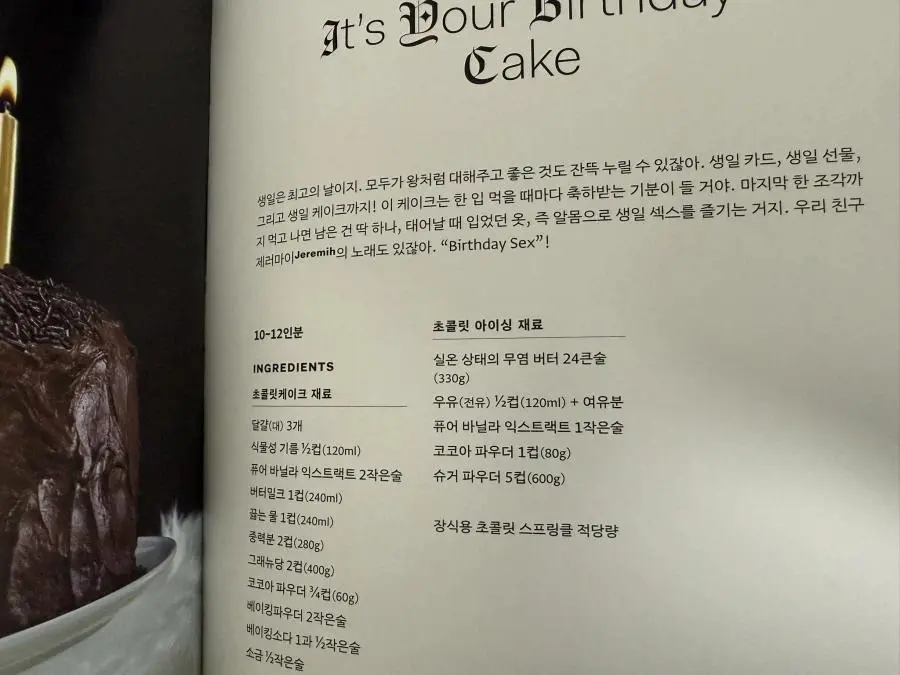 It's Your Birthday
Cake
생일은 최고의 날이지. 모두가 왕처럼 대해주고 좋은 것도 잔뜩 누릴 수 있잖아. 생일 카드, 생일 선물,
그리고 생일 케이크까지! 이 케이크는 한 입 먹을 때마다 축하받는 기분이 들 거야. 마지막 한 조각까
지 먹고 나면 남은 건 딱 하나, 태어날 때 입었던 옷, 즉 알몸으로 생일 섹스를 즐기는 거지. 우리 친구
제러마이Jeremih의 노래도 있잖아. “Birthday Sex”!
10~12인분
INGREDIENTS
초콜릿케이크 재료
달걀(대) 3개
식물성 기름 ½컵(120ml)
퓨어 바닐라 익스트랙트 2작은술
버터밀크 1컵(240ml)
끓는 물 1컵(240ml)
중력분 2컵(280g)
그래뉴당 2컵(400g)
코코아 파우더 ¾컵(60g)
베이킹파우더 2작은술
베이킹소다 1과 ½작은술
소금 ½작은술
초콜릿 아이싱 재료
실온 상태의 무염 버터 24큰술
(330g)
우유(전유) ½컵(120ml) + 여유분
퓨어 바닐라 익스트랙트 1작은술
코코아 파우더 1컵(80g)
슈거 파우더 5컵(600g)
장식용 초콜릿 스프링클 적당량